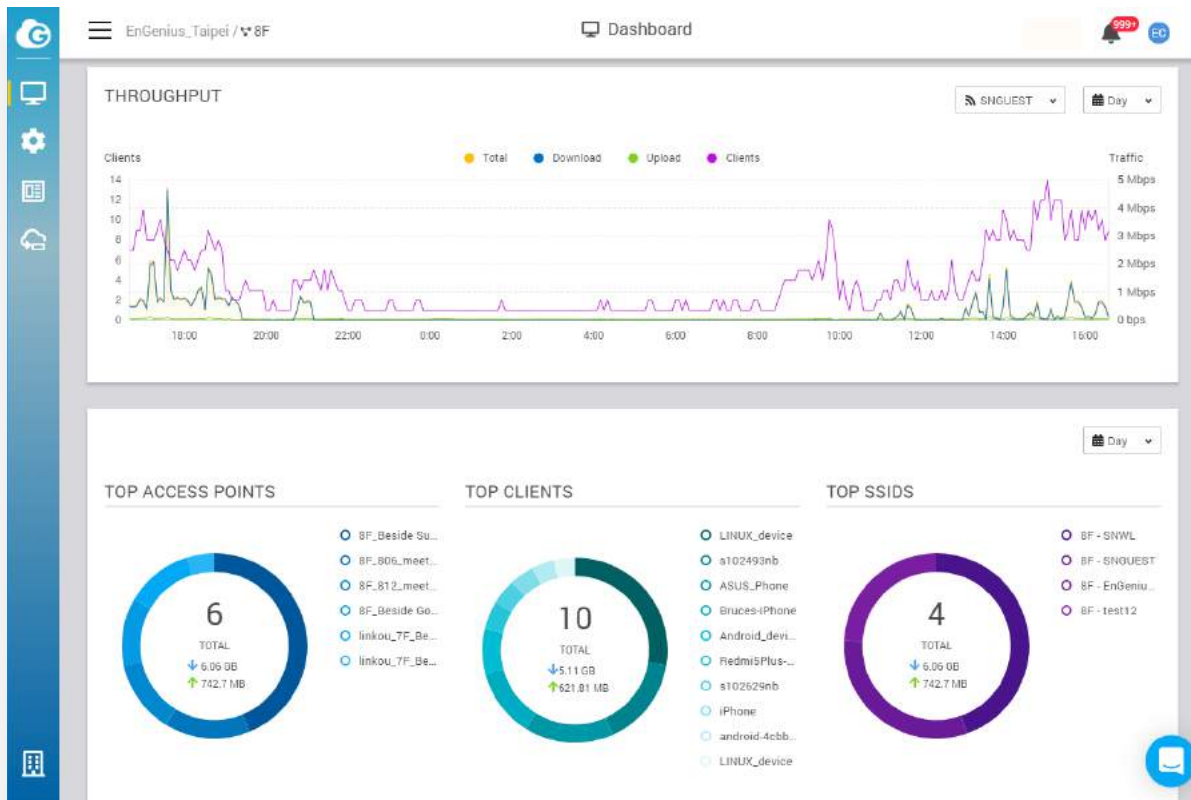 G
EnGenius_Taipei / 8F
Dashboard
999+
EC
THROUGHPUT
SNGUEST
Day
Clients
Total
Download
Upload
Clients
Traffic
14
12
10
8
6
4
2
0
5 Mbps
4 Mbps
3 Mbps
2 Mbps
1 Mbps
0 bps
18:00
20:00
22:00
0:00
2:00
4:00
6:00
8:00
10:00
12:00
14:00
16:00
Day
TOP ACCESS POINTS
6
TOTAL
6.06 GB
742.7 MB
8F_Beside Su...
8F_806_meet...
8F_812_meet...
8F_Beside Go...
linkou_7F_Be...
linkou_7F_Be...
TOP CLIENTS
10
TOTAL
5.11 GB
621.81 MB
LINUX_device
s102493nb
ASUS_Phone
Bruces-iPhone
Android_devi...
Redmi5Plus-...
s102629nb
iPhone
android-4cbb...
LINUX_device
TOP SSIDS
4
TOTAL
6.06 GB
742.7 MB
8F - SNWL
8F - SNGUEST
8F - EnGeniu...
8F - test12